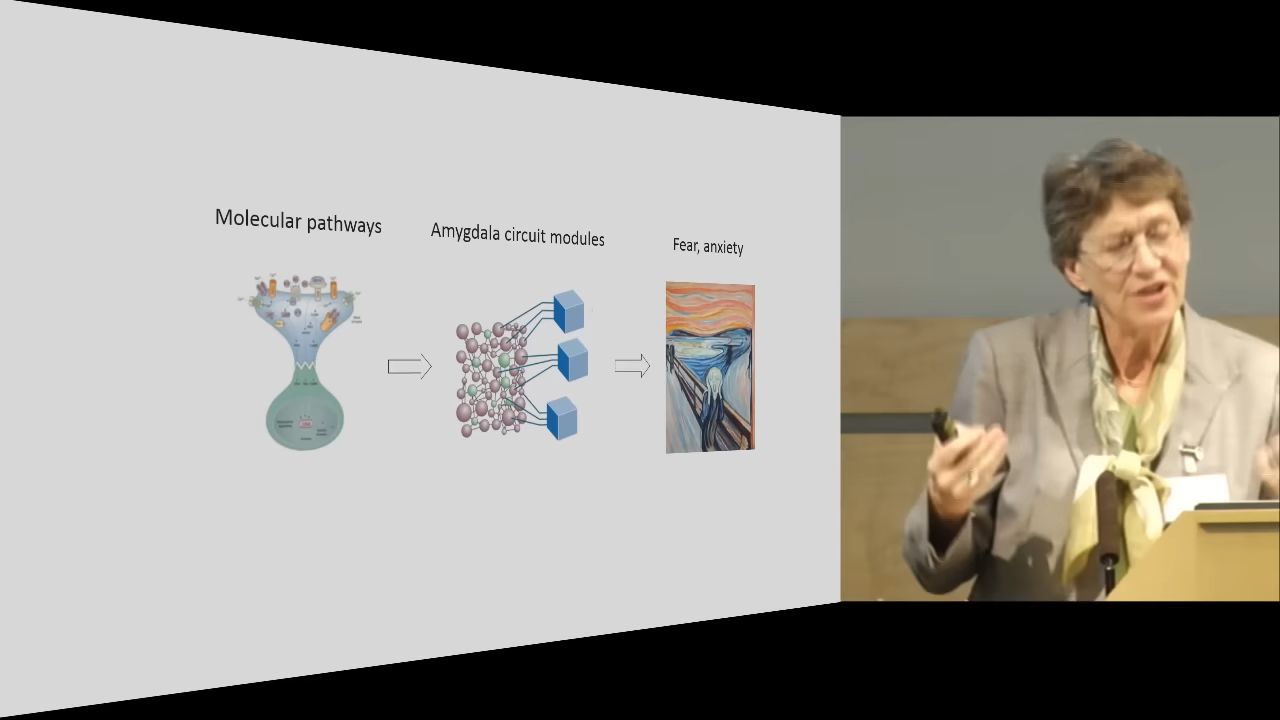 Molecular pathways
Amygdala circuit modules
Fear, anxiety